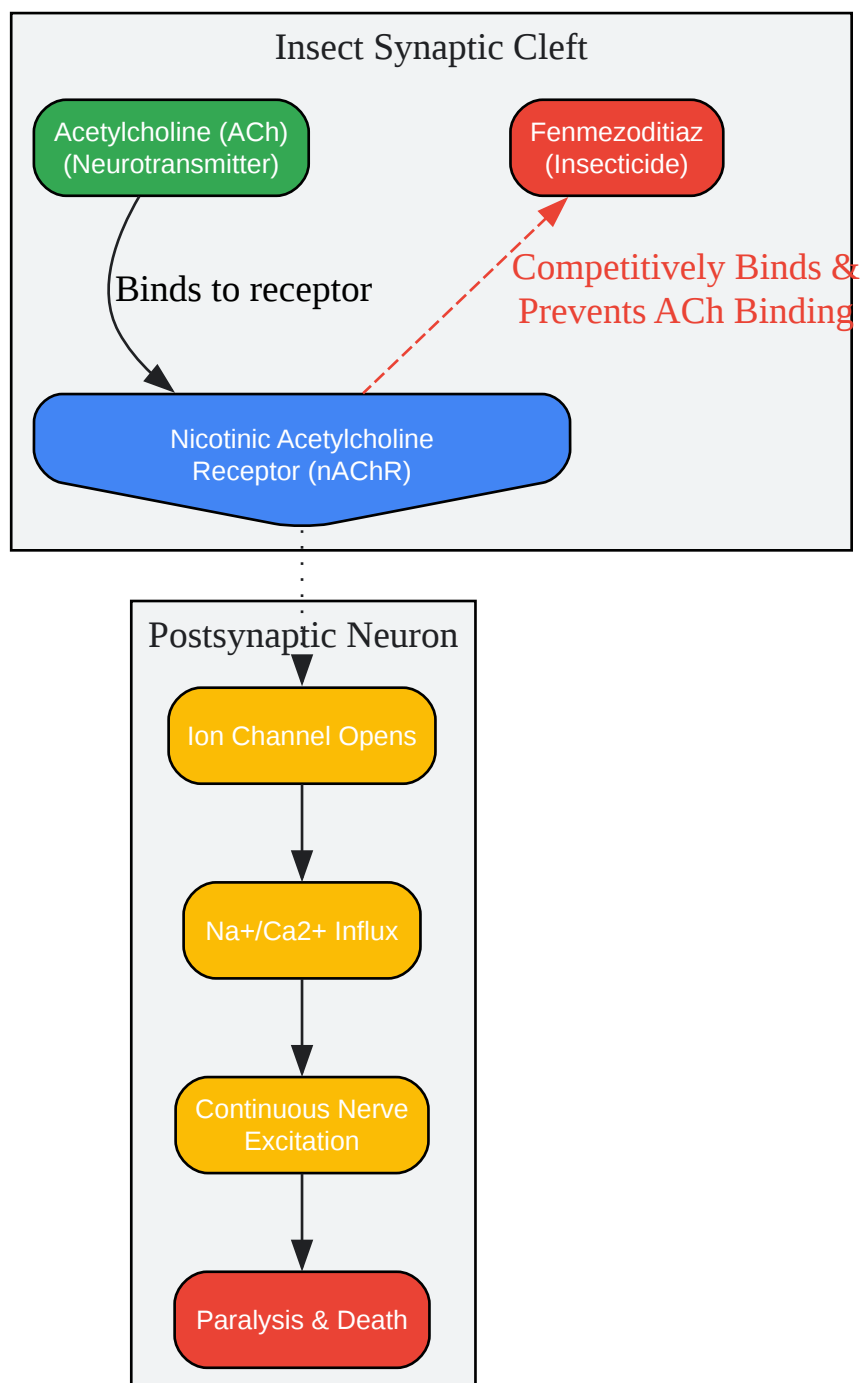 Insect Synaptic Cleft
Acetylcholine (ACh)
(Neurotransmitter)
Fenmezoditiaz
(Insecticide)
Binds to receptor
Competitively Binds &
Prevents ACh Binding
Nicotinic Acetylcholine
Receptor (nAChR)
Postsynaptic Neuron
Ion Channel Opens
Na+/Ca2+ Influx
Continuous Nerve
Excitation
Paralysis & Death